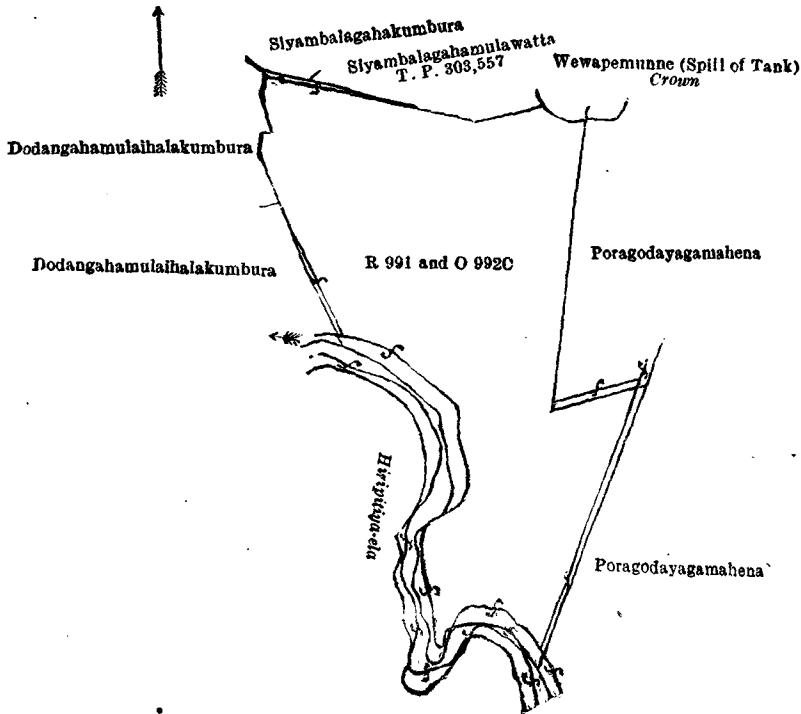 Siyambalagahakumbura
Siyambalagahamulawatta
T. P. 303,557
Wewapemunne (Spill of Tank)
Crown
Dodangahamulaihalakumbura
Dodangahamulaihalakumbura
R 991 and O 992C
Poragodayagamahena
Hiripitiya-ela
Poragodayagamahena